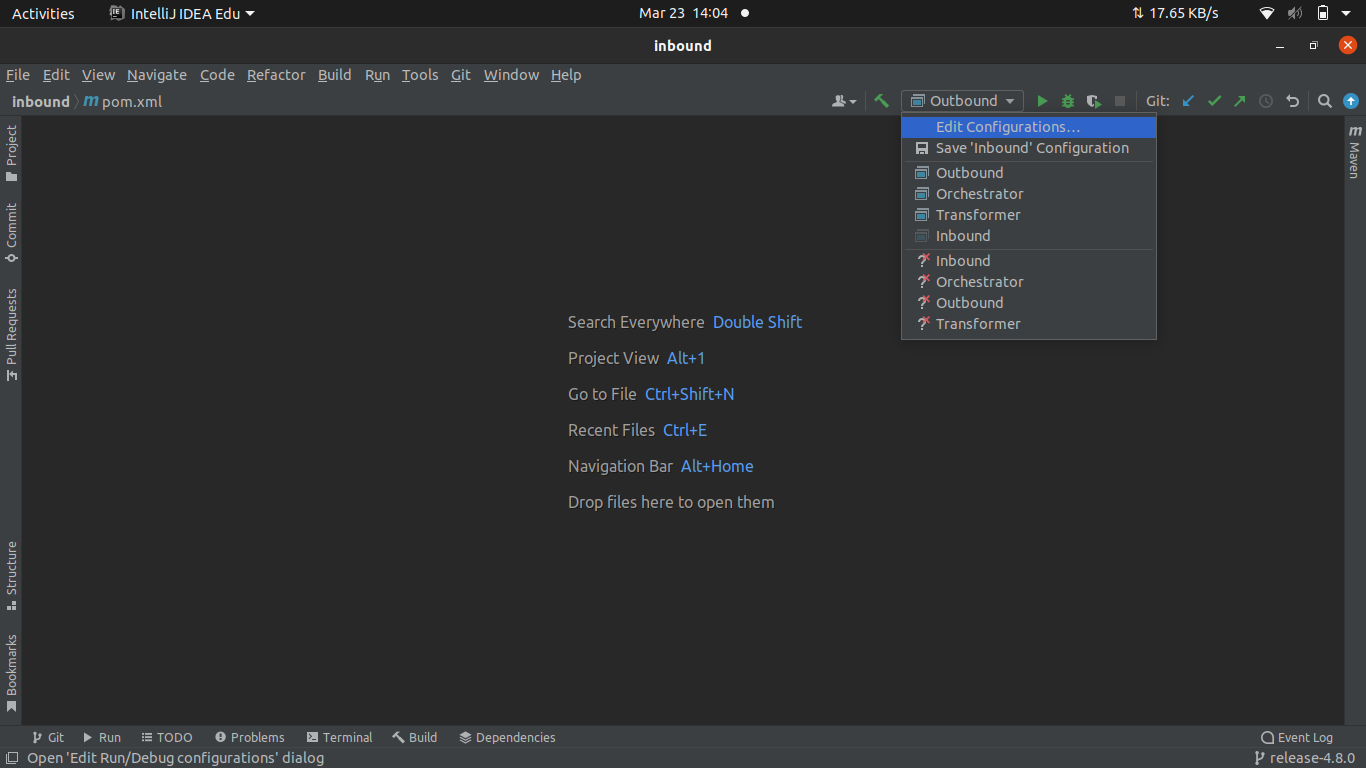 Activities IntelliJ IDEA Edu Mar 23 14:04 17.65 KB/s
inbound
File Edit View Navigate Code Refactor Build Run Tools Git Window Help
inbound pom.xml Outbound Git:
Edit Configurations...
Save 'Inbound' Configuration
Outbound
Orchestrator
Transformer
Inbound
Inbound
Orchestrator
Outbound
Transformer
Project
Commit
Pull Requests
Structure
Bookmarks
Maven
Search Everywhere Double Shift
Project View Alt+1
Go to File Ctrl+Shift+N
Recent Files Ctrl+E
Navigation Bar Alt+Home
Drop files here to open them
Git Run TODO Problems Terminal Build Dependencies Event Log
Open 'Edit Run/Debug configurations' dialog release-4.8.0